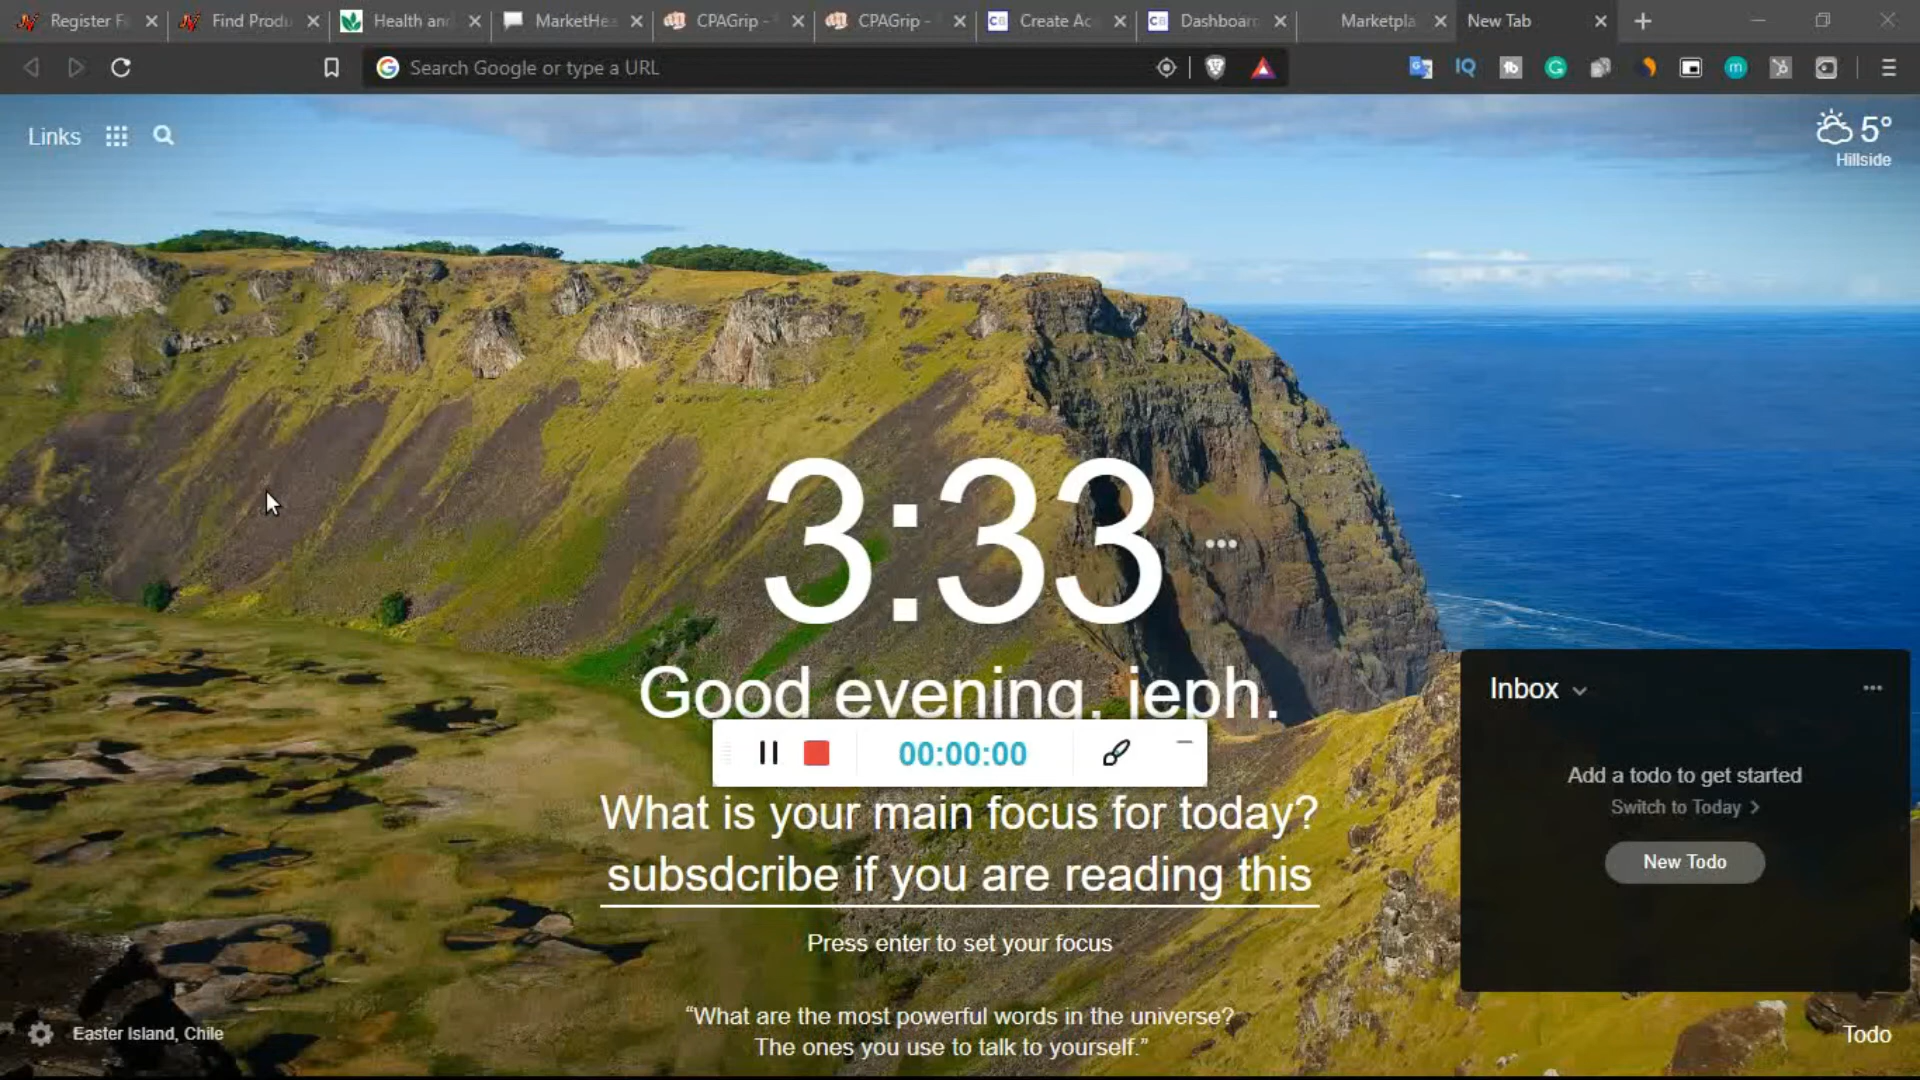 Register F
Find Produ
Health and
MarketHea
CPAGrip -
CPAGrip -
Create Ac
Dashboard
Marketpla
New Tab
Search Google or type a URL
Links
5°
Hillside
3:33
Good evening, jeph.
00:00:00
What is your main focus for today?
subsdcribe if you are reading this
Press enter to set your focus
“What are the most powerful words in the universe?
The ones you use to talk to yourself.”
Inbox
Add a todo to get started
Switch to Today
New Todo
Easter Island, Chile
Todo